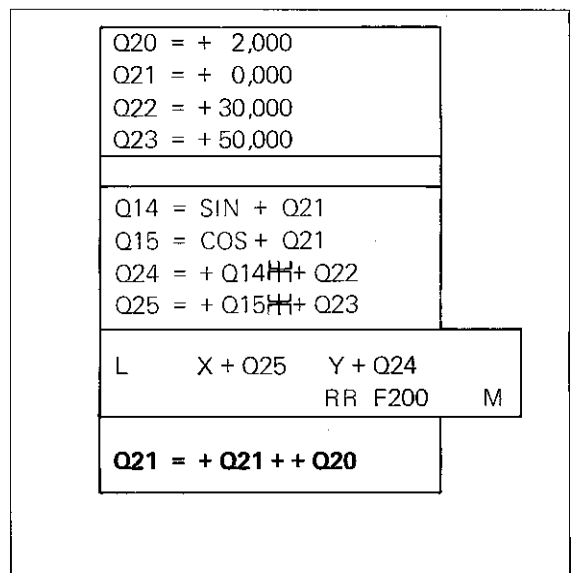 Q20 = + 2,000
Q21 = + 0,000
Q22 = + 30,000
Q23 = + 50,000
Q14 = SIN + Q21
Q15 = COS + Q21
Q24 = + Q14 * + Q22
Q25 = + Q15 * + Q23
L X + Q25 Y + Q24
RR F200 M
Q21 = + Q21 + + Q20